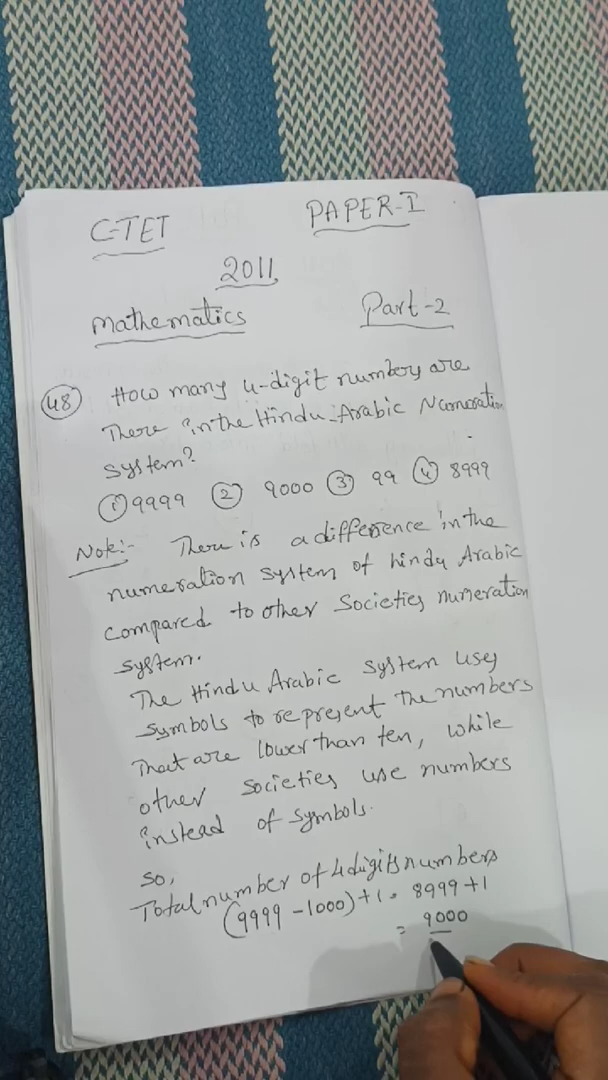 C-TET PAPER-I
2011,
Mathematics Part-2
48 How many 4-digit numbers are
There in the Hindu-Arabic Numeration
system?
① 9999 ② 9000 ③ 99 ④ 8999
Note:- There is a difference in the
numeration system of hindu Arabic
compared to other Societies numeration
system.
The Hindu Arabic system uses
symbols to represent the numbers
That are lower than ten, while
other societies use numbers
instead of symbols.
So,
Total number of 4 digits numbers
(9999 - 1000) + 1 = 8999 + 1
= 9000